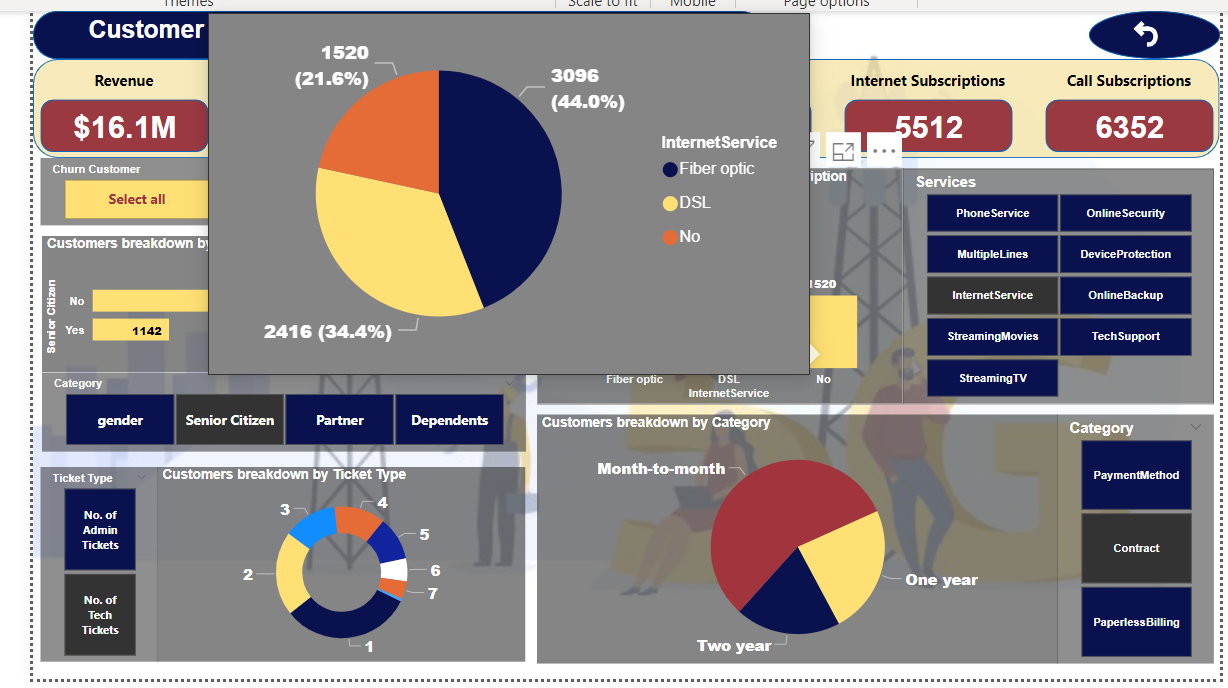 Themes
Scale to fit
Mobile
Page options
Customer
Revenue
$16.1M
Internet Subscriptions
5512
Call Subscriptions
6352
1520
(21.6%)
3096
(44.0%)
2416 (34.4%)
InternetService
Fiber optic
DSL
No
Churn Customer
Select all
Customers breakdown by
Senior Citizen
No
Yes
1142
Category
gender
Senior Citizen
Partner
Dependents
iption
1520
Fiber optic
DSL
No
InternetService
Services
PhoneService
OnlineSecurity
MultipleLines
DeviceProtection
InternetService
OnlineBackup
StreamingMovies
TechSupport
StreamingTV
Ticket Type
No. of
Admin
Tickets
No. of
Tech
Tickets
Customers breakdown by Ticket Type
1
2
3
4
5
6
7
Customers breakdown by Category
Month-to-month
One year
Two year
Category
PaymentMethod
Contract
PaperlessBilling